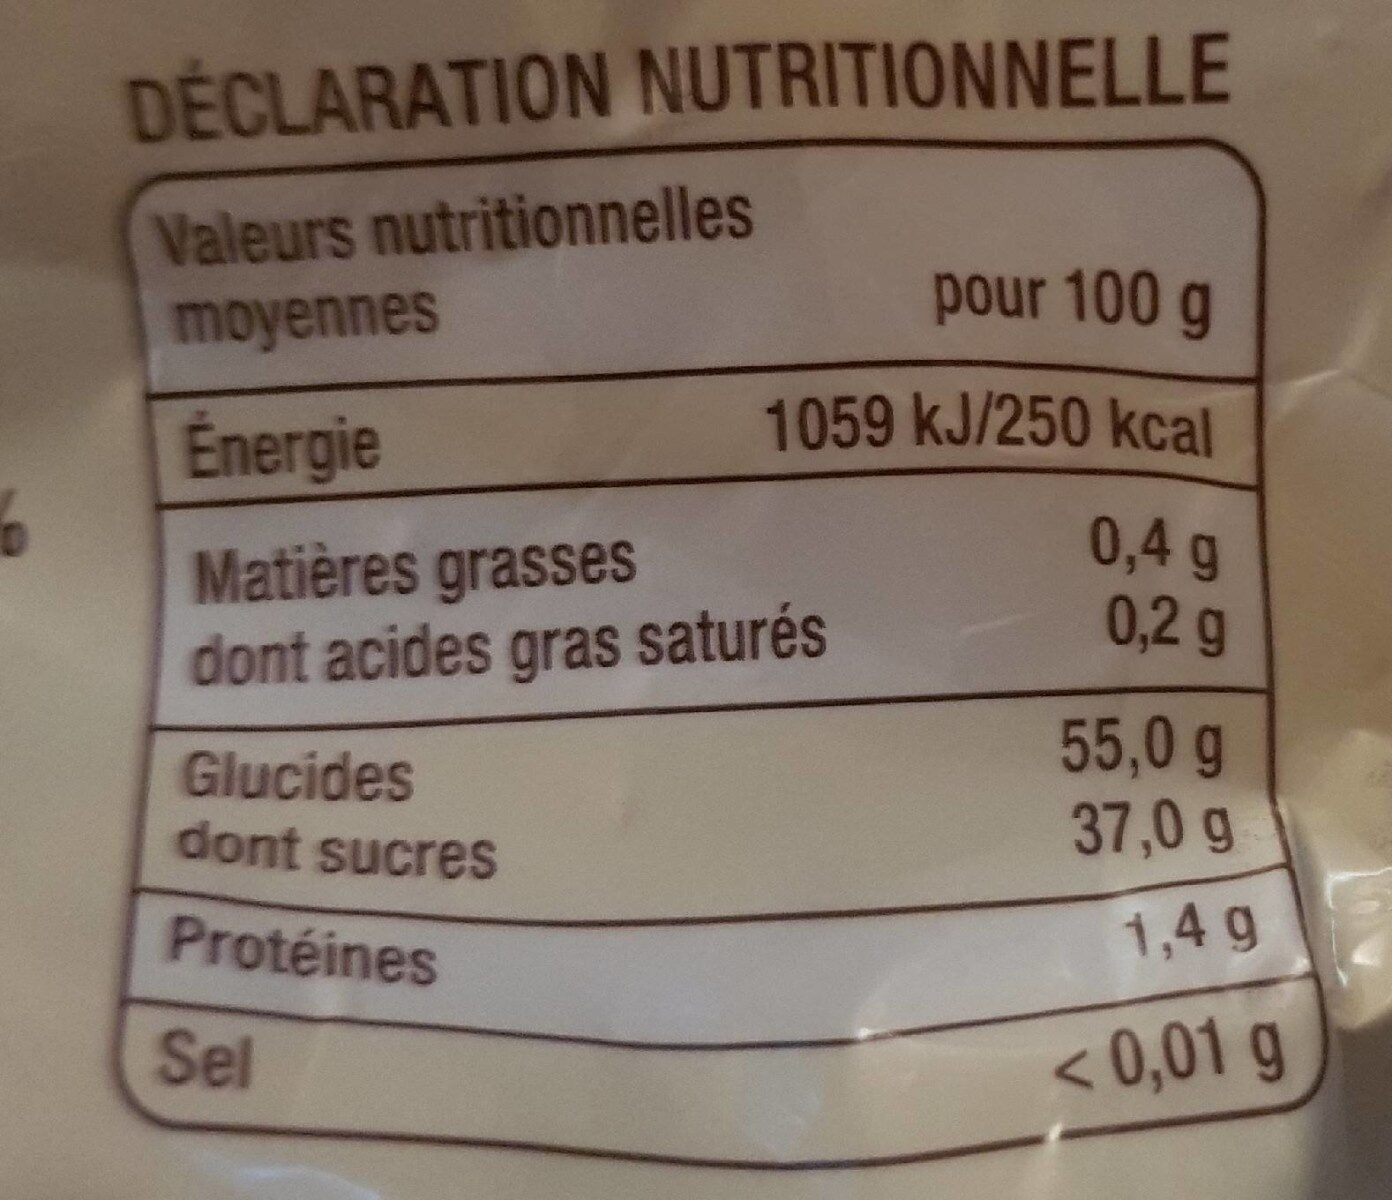 DÉCLARATION NUTRITIONNELLE
Valeurs nutritionnelles
moyennes pour 100 g
Énergie 1059 kJ/250 kcal
Matières grasses 0,4 g
dont acides gras saturés 0,2 g
Glucides 55,0 g
dont sucres 37,0 g
Protéines 1,4 g
Sel < 0,01 g
%